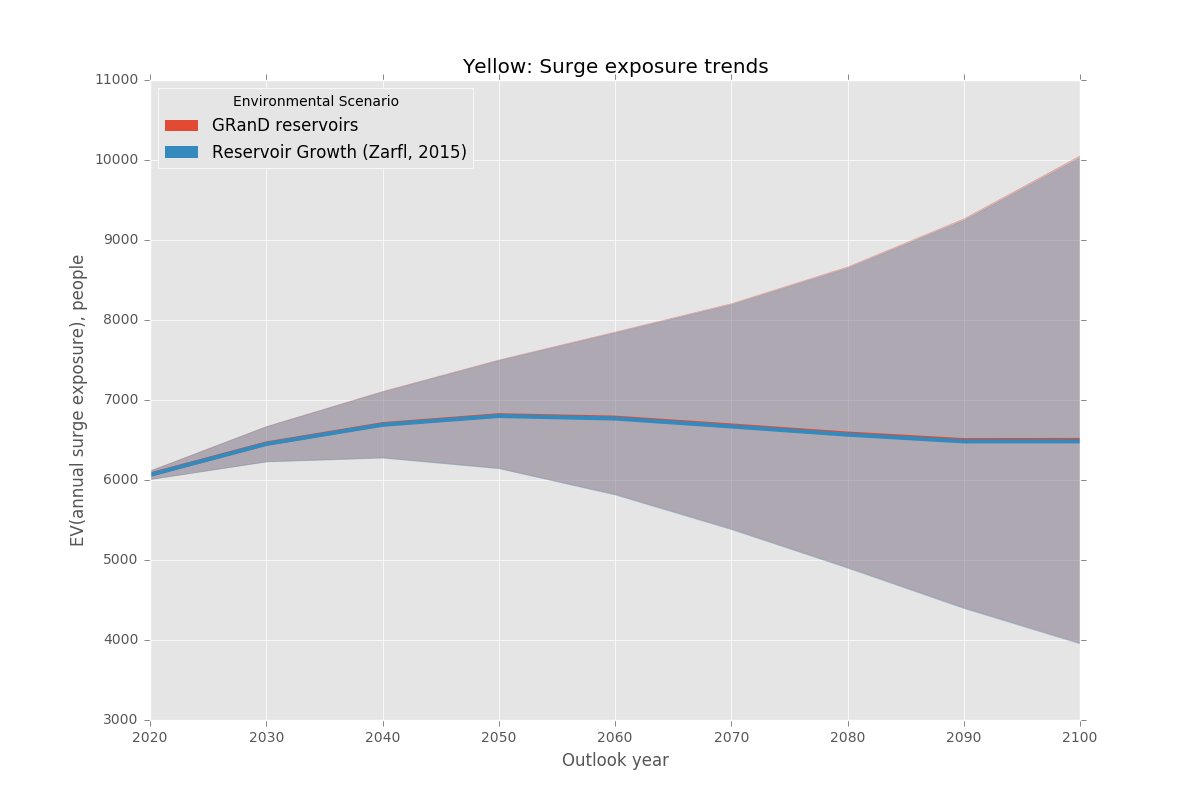 Yellow: Surge exposure trends
Environmental Scenario
GRanD reservoirs
Reservoir Growth (Zarfl, 2015)
EV(annual surge exposure), people
11000
10000
9000
8000
7000
6000
5000
4000
3000
2020 2030 2040 2050 2060 2070 2080 2090 2100
Outlook year